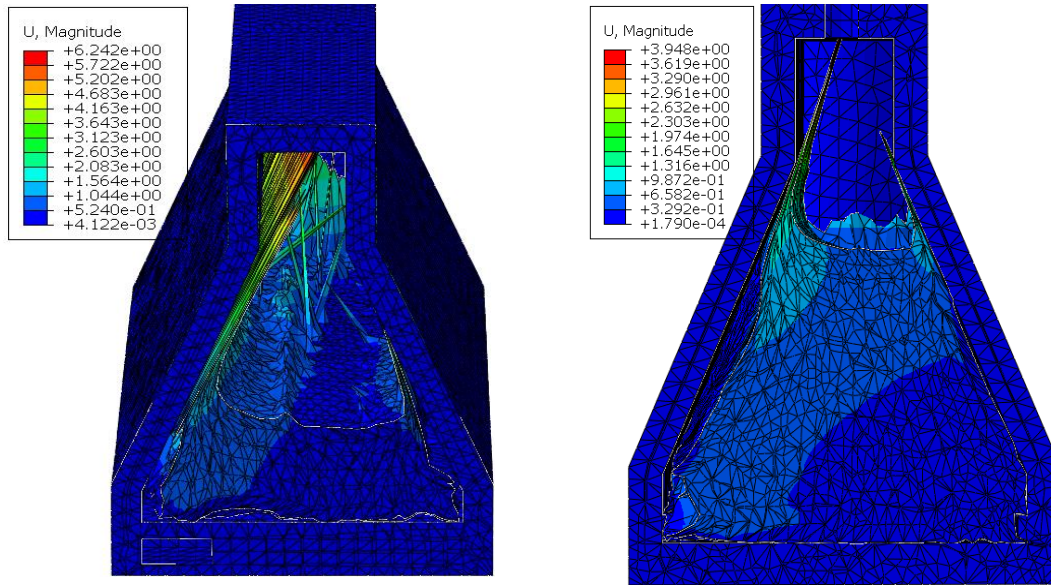 U, Magnitude
+6.242e+00
+5.722e+00
+5.202e+00
+4.683e+00
+4.163e+00
+3.643e+00
+3.123e+00
+2.603e+00
+2.083e+00
+1.564e+00
+1.044e+00
+5.240e-01
+4.122e-03
U, Magnitude
+3.948e+00
+3.619e+00
+3.290e+00
+2.961e+00
+2.632e+00
+2.303e+00
+1.974e+00
+1.645e+00
+1.316e+00
+9.872e-01
+6.582e-01
+3.292e-01
+1.790e-04